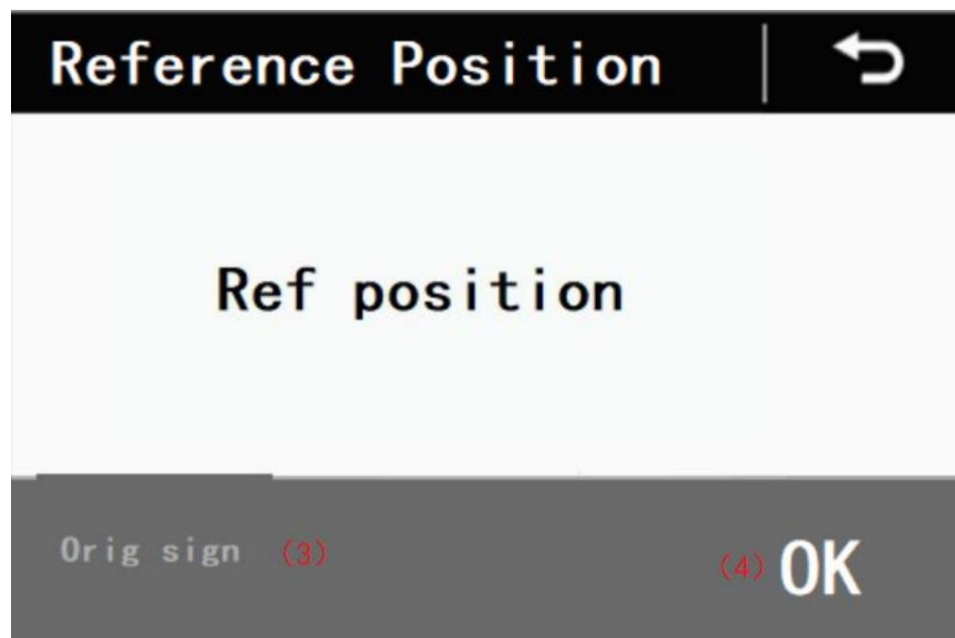 Reference Position
Ref position
Orig sign (3)
(4) OK